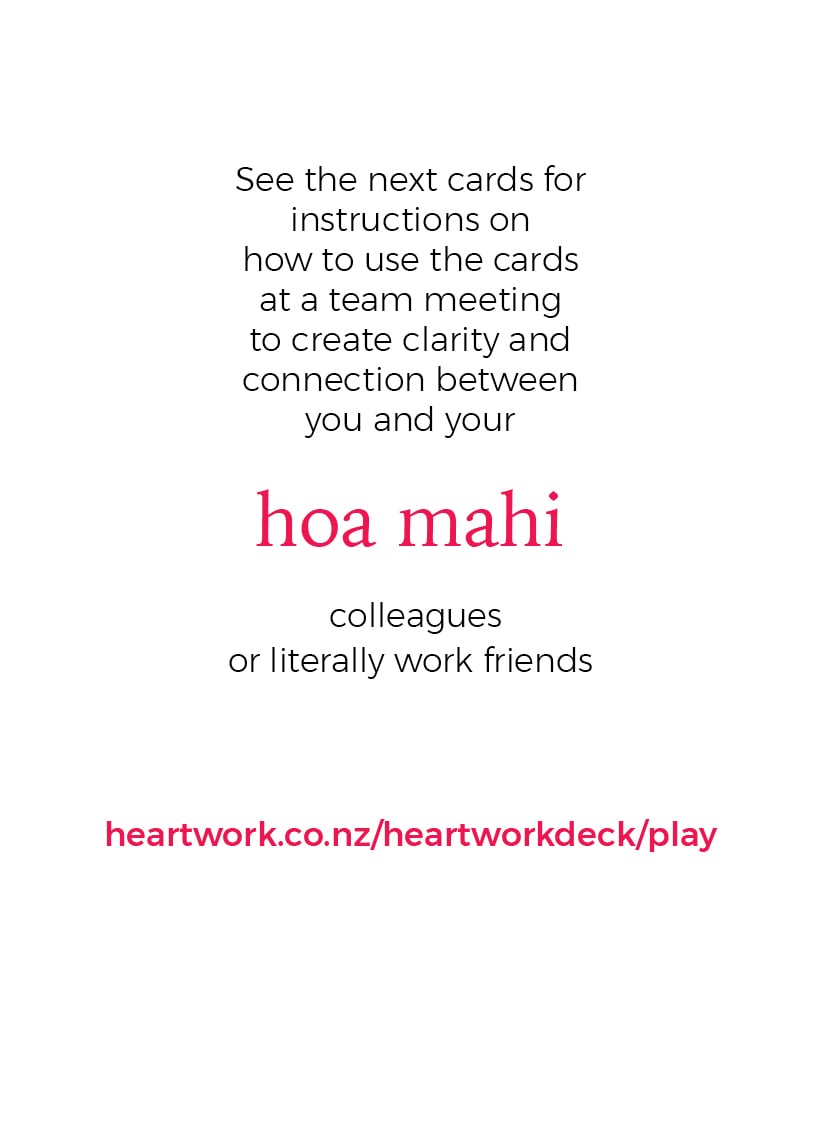 See the next cards for
instructions on
how to use the cards
at a team meeting
to create clarity and
connection between
you and your
hoa mahi
colleagues
or literally work friends
heartwork.co.nz/heartworkdeck/play